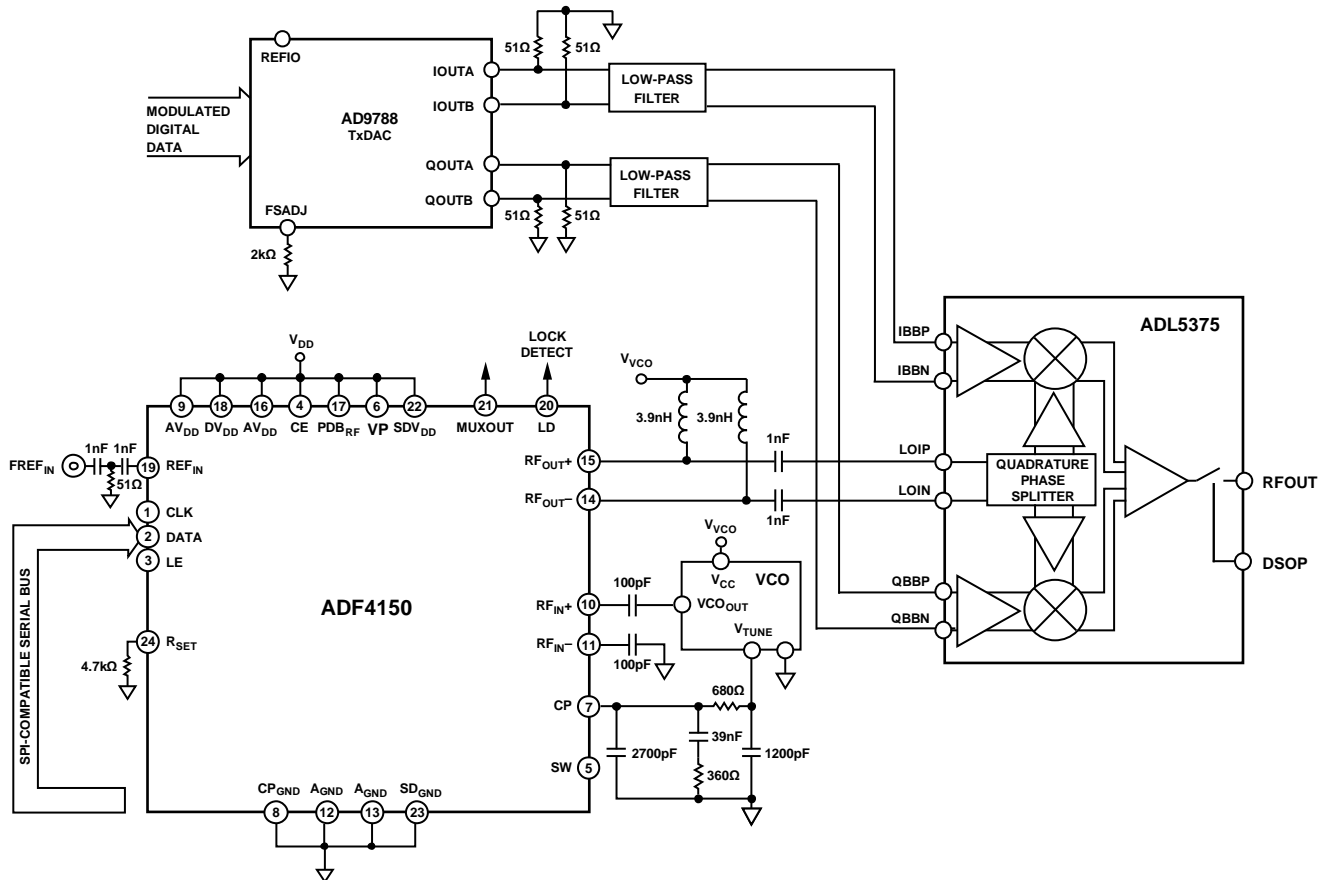 REFIO
MODULATED
DIGITAL
DATA
AD9788
TxDAC
IOUTA
IOUTB
QOUTA
QOUTB
FSADJ
2kΩ
51Ω
51Ω
LOW-PASS
FILTER
LOW-PASS
FILTER
51Ω
51Ω
ADL5375
IBBP
IBBN
LOIP
LOIN
QUADRATURE
PHASE
SPLITTER
QBBP
QBBN
RFOUT
DSOP
VDD
LOCK
DETECT
9
18
16
4
17
6
22
21
20
AVDD
DVDD
AVDD
CE
PDBRF
VP
SDVDD
MUXOUT
LD
FREFIN
1nF
1nF
51Ω
19
REFIN
1
CLK
2
DATA
3
LE
SPI-COMPATIBLE SERIAL BUS
24
RSET
4.7kΩ
ADF4150
VVCO
3.9nH
3.9nH
RFOUT+
15
1nF
RFOUT−
14
1nF
VVCO
VCC
VCO
VCOOUT
VTUNE
RFIN+
10
100pF
RFIN−
11
100pF
CP
7
680Ω
2700pF
39nF
360Ω
1200pF
SW
5
CPGND
AGND
AGND
SDGND
8
12
13
23